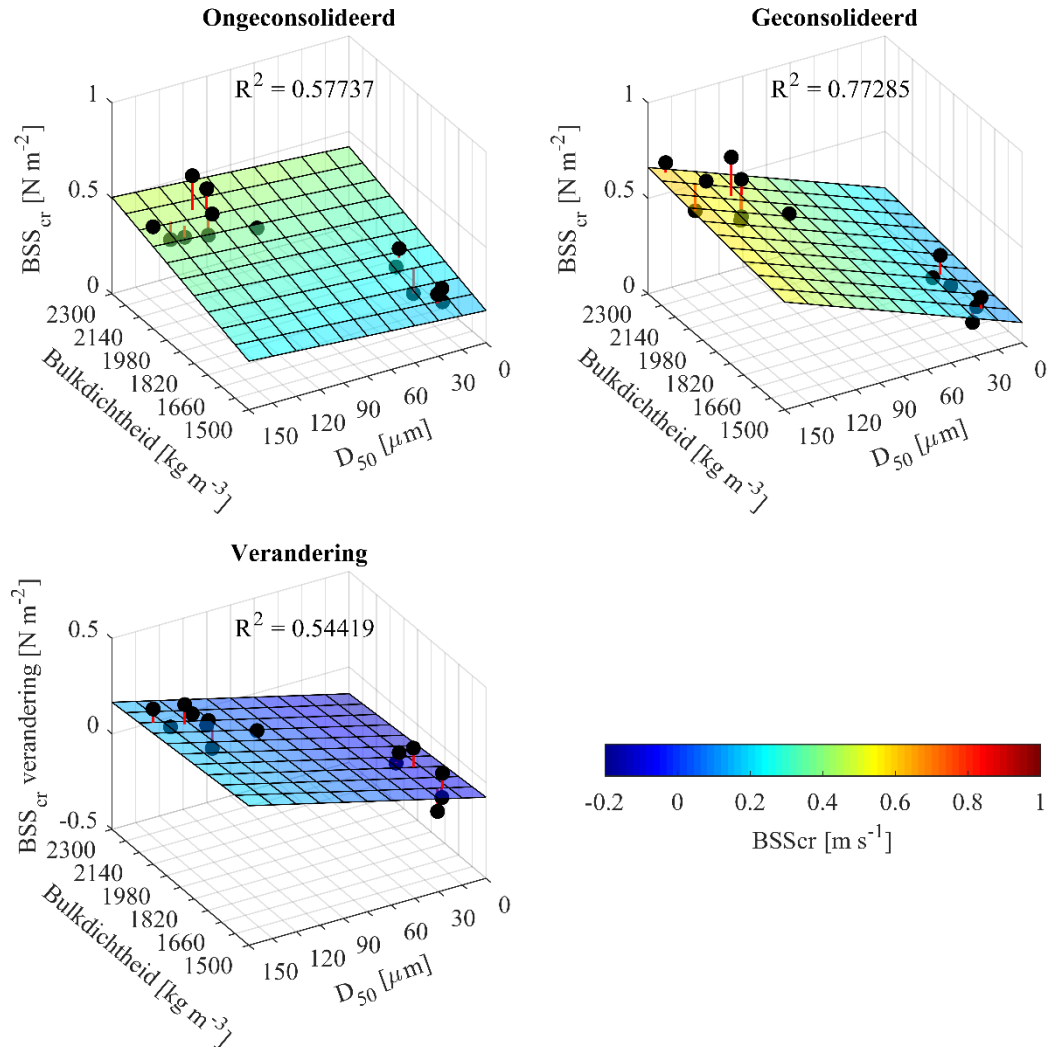 Ongeconsolideerd
R² = 0.57737
1
0.5
0
BSS_cr [N m⁻²]
2300
2140
1980
1820
1660
1500
Bulkdichtheid [kg m⁻³]
150
120
90
60
30
0
D₅₀ [μm]
Geconsolideerd
R² = 0.77285
1
0.5
0
BSS_cr [N m⁻²]
2300
2140
1980
1820
1660
1500
Bulkdichtheid [kg m⁻³]
150
120
90
60
30
0
D₅₀ [μm]
Verandering
R² = 0.54419
0.5
0
-0.5
BSS_cr verandering [N m⁻²]
2300
2140
1980
1820
1660
1500
Bulkdichtheid [kg m⁻³]
150
120
90
60
30
0
D₅₀ [μm]
-0.2 0 0.2 0.4 0.6 0.8 1
BSScr [m s⁻¹]